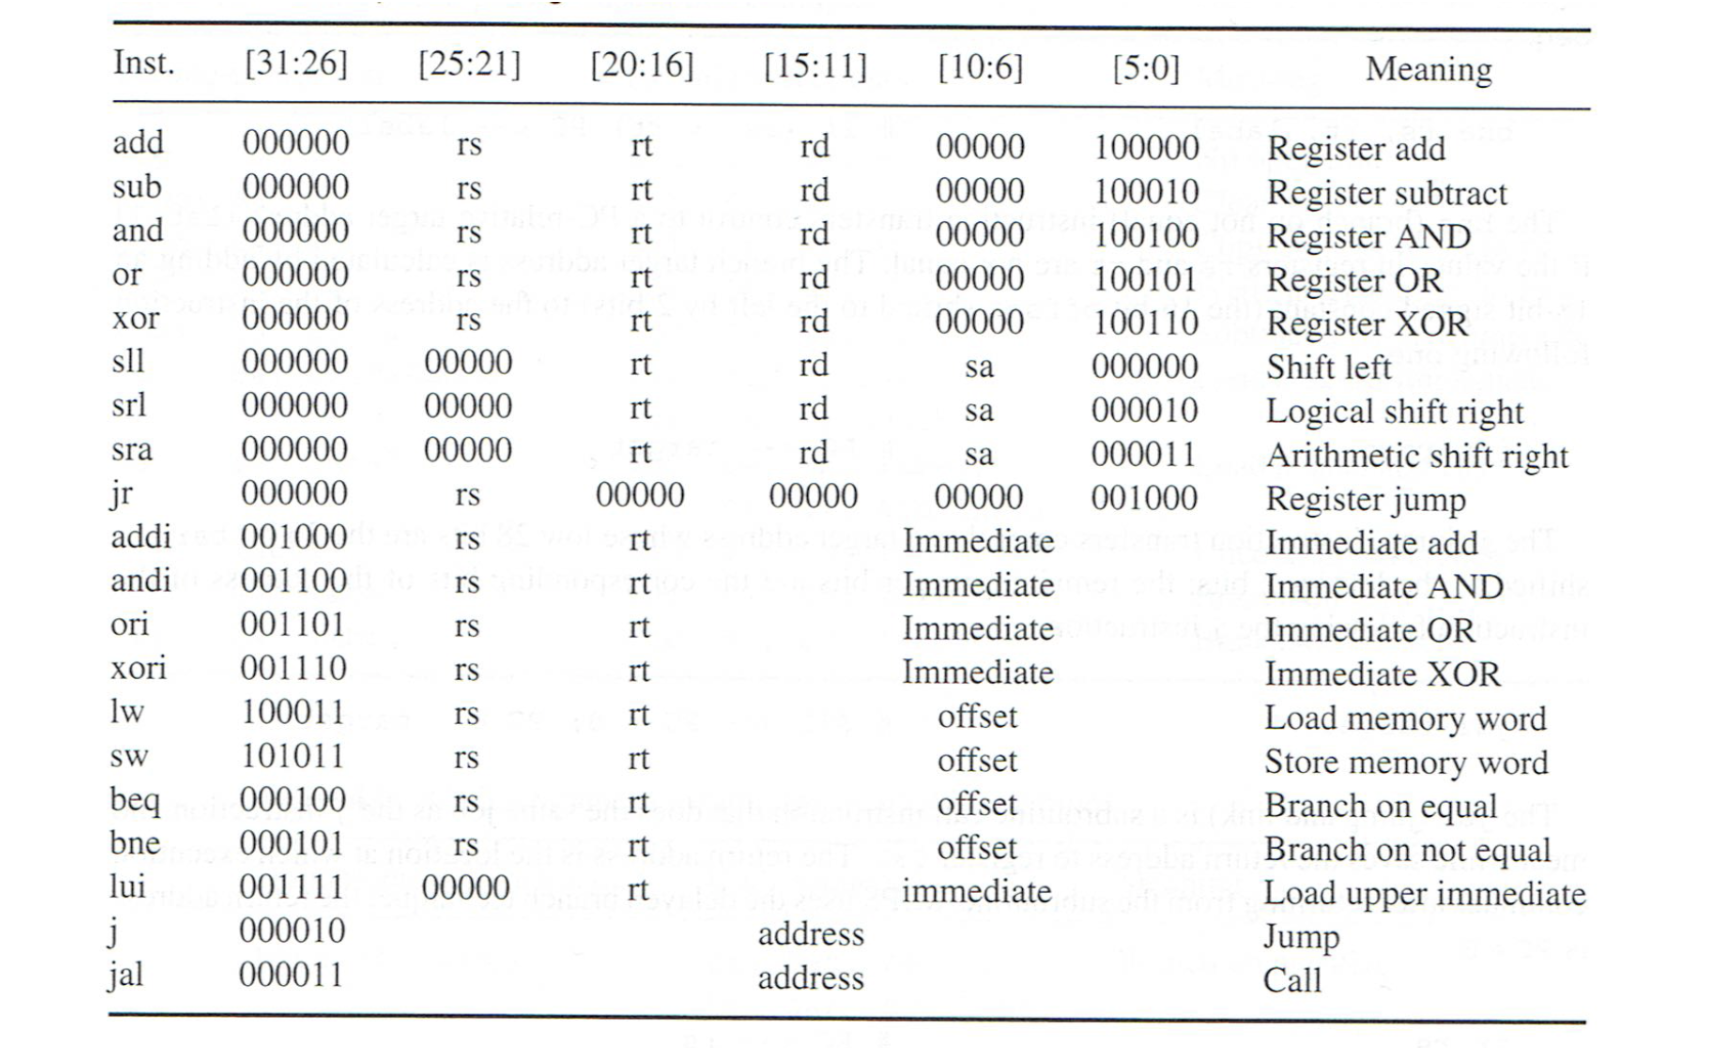 Inst. [31:26] [25:21] [20:16] [15:11] [10:6] [5:0] Meaning
add 000000 rs rt rd 00000 100000 Register add
sub 000000 rs rt rd 00000 100010 Register subtract
and 000000 rs rt rd 00000 100100 Register AND
or 000000 rs rt rd 00000 100101 Register OR
xor 000000 rs rt rd 00000 100110 Register XOR
sll 000000 00000 rt rd sa 000000 Shift left
srl 000000 00000 rt rd sa 000010 Logical shift right
sra 000000 00000 rt rd sa 000011 Arithmetic shift right
jr 000000 rs 00000 00000 00000 001000 Register jump
addi 001000 rs rt Immediate Immediate add
andi 001100 rs rt Immediate Immediate AND
ori 001101 rs rt Immediate Immediate OR
xori 001110 rs rt Immediate Immediate XOR
lw 100011 rs rt offset Load memory word
sw 101011 rs rt offset Store memory word
beq 000100 rs rt offset Branch on equal
bne 000101 rs rt offset Branch on not equal
lui 001111 00000 rt immediate Load upper immediate
j 000010 address Jump
jal 000011 address Call